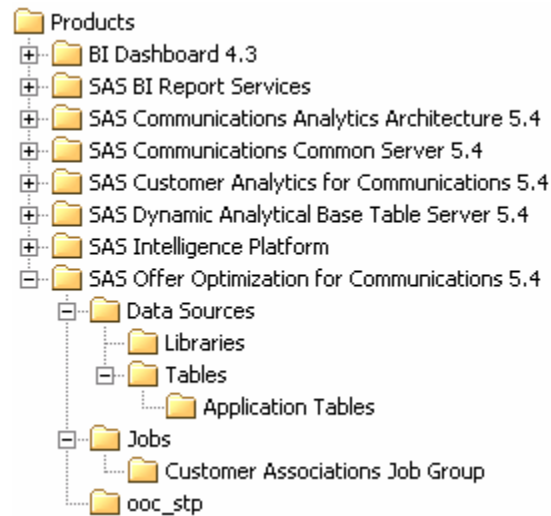 Products
BI Dashboard 4.3
SAS BI Report Services
SAS Communications Analytics Architecture 5.4
SAS Communications Common Server 5.4
SAS Customer Analytics for Communications 5.4
SAS Dynamic Analytical Base Table Server 5.4
SAS Intelligence Platform
SAS Offer Optimization for Communications 5.4
Data Sources
Libraries
Tables
Application Tables
Jobs
Customer Associations Job Group
ooc_stp